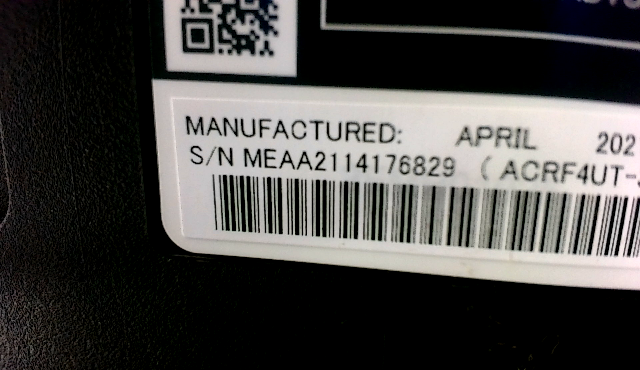 MANUFACTURED: APRIL 202
S/N MEAA2114176829 ( ACRF4UT-